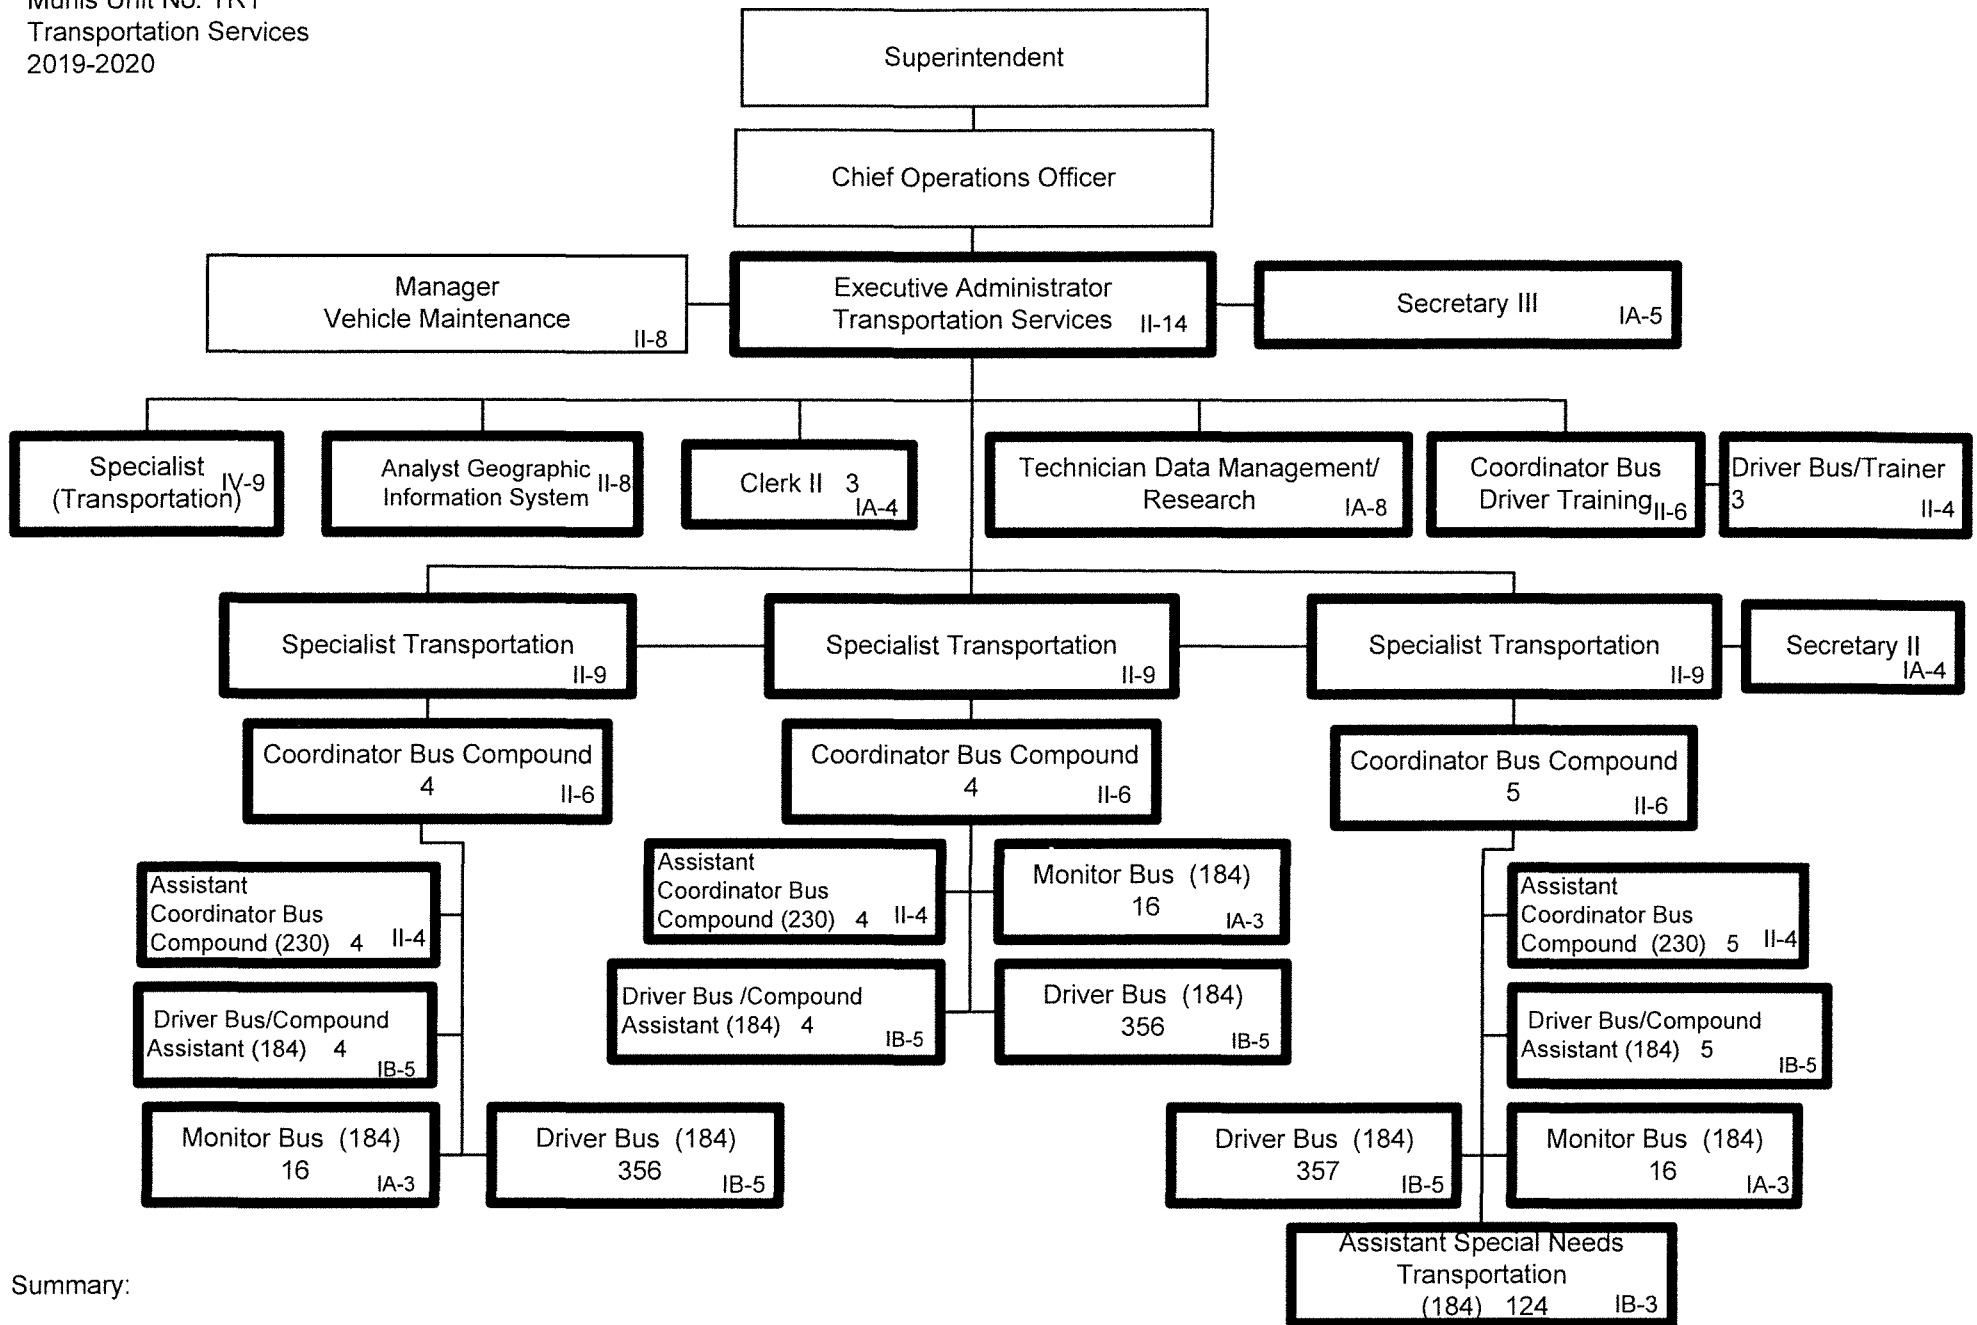 Munis Unit No. TRT
Transportation Services
2019-2020
Superintendent
Chief Operations Officer
Manager
Vehicle Maintenance
II-8
Executive Administrator
Transportation Services II-14
Secretary III
IA-5
Specialist
(Transportation)
IV-9
Analyst Geographic
Information System
II-8
Clerk II 3
IA-4
Technician Data Management/
Research IA-8
Coordinator Bus
Driver Training
II-6
Driver Bus/Trainer
3 II-4
Specialist Transportation
II-9
Specialist Transportation
II-9
Specialist Transportation
II-9
Secretary II
IA-4
Coordinator Bus Compound
4 II-6
Coordinator Bus Compound
4 II-6
Coordinator Bus Compound
5 II-6
Assistant
Coordinator Bus
Compound (230) 4 II-4
Driver Bus/Compound
Assistant (184) 4
IB-5
Monitor Bus (184)
16
IA-3
Driver Bus (184)
356
IB-5
Assistant
Coordinator Bus
Compound (230) 4 II-4
Monitor Bus (184)
16
IA-3
Driver Bus /Compound
Assistant (184) 4
IB-5
Driver Bus (184)
356
IB-5
Assistant
Coordinator Bus
Compound (230) 5 II-4
Driver Bus/Compound
Assistant (184) 5
IB-5
Driver Bus (184)
357
IB-5
Monitor Bus (184)
16
IA-3
Assistant Special Needs
Transportation
(184) 124 IB-3
Summary: